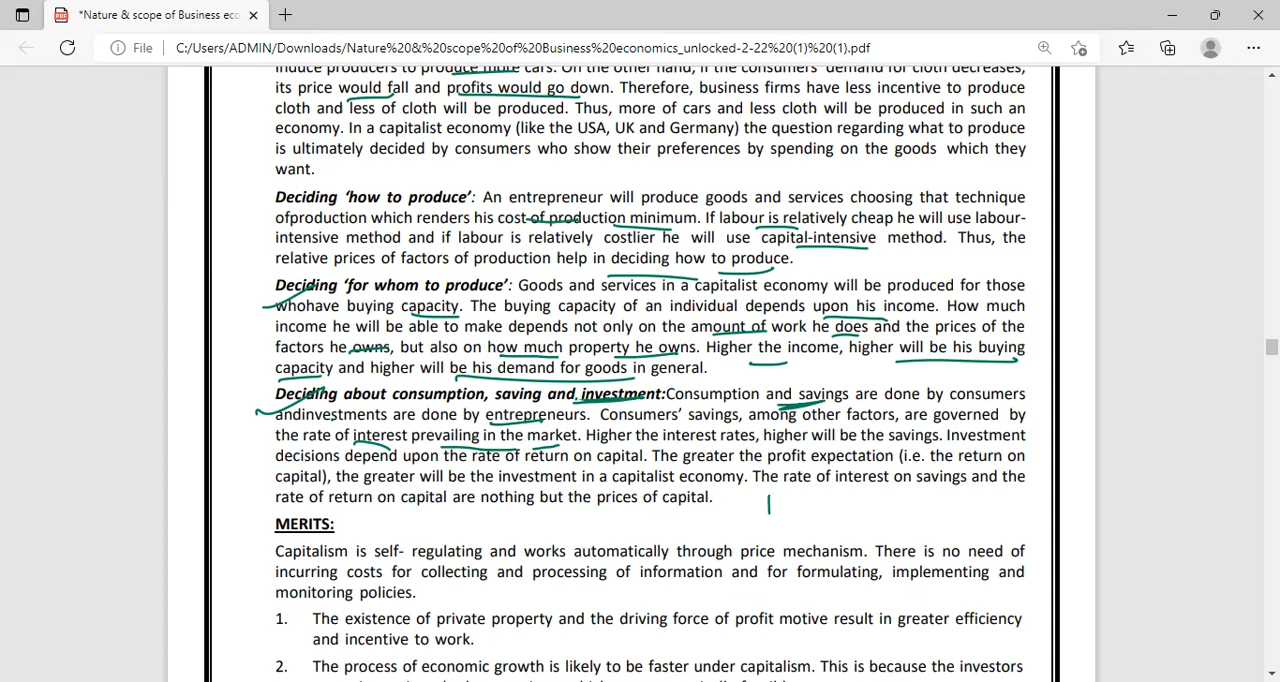 *Nature & scope of Business eco
File
C:/Users/ADMIN/Downloads/Nature%20&%20scope%20of%20Business%20economics_unlocked-2-22%20(1)%20(1).pdf
induce producers to produce more cars. On the other hand, if the consumers' demand for cloth decreases,
its price would fall and profits would go down. Therefore, business firms have less incentive to produce
cloth and less of cloth will be produced. Thus, more of cars and less cloth will be produced in such an
economy. In a capitalist economy (like the USA, UK and Germany) the question regarding what to produce
is ultimately decided by consumers who show their preferences by spending on the goods which they
want.
Deciding ‘how to produce’: An entrepreneur will produce goods and services choosing that technique
ofproduction which renders his cost of production minimum. If labour is relatively cheap he will use labour-
intensive method and if labour is relatively costlier he will use capital-intensive method. Thus, the
relative prices of factors of production help in deciding how to produce.
Deciding ‘for whom to produce’: Goods and services in a capitalist economy will be produced for those
whohave buying capacity. The buying capacity of an individual depends upon his income. How much
income he will be able to make depends not only on the amount of work he does and the prices of the
factors he owns, but also on how much property he owns. Higher the income, higher will be his buying
capacity and higher will be his demand for goods in general.
Deciding about consumption, saving and investment:Consumption and savings are done by consumers
andinvestments are done by entrepreneurs. Consumers’ savings, among other factors, are governed by
the rate of interest prevailing in the market. Higher the interest rates, higher will be the savings. Investment
decisions depend upon the rate of return on capital. The greater the profit expectation (i.e. the return on
capital), the greater will be the investment in a capitalist economy. The rate of interest on savings and the
rate of return on capital are nothing but the prices of capital.
MERITS:
Capitalism is self- regulating and works automatically through price mechanism. There is no need of
incurring costs for collecting and processing of information and for formulating, implementing and
monitoring policies.
1. The existence of private property and the driving force of profit motive result in greater efficiency
and incentive to work.
2. The process of economic growth is likely to be faster under capitalism. This is because the investors